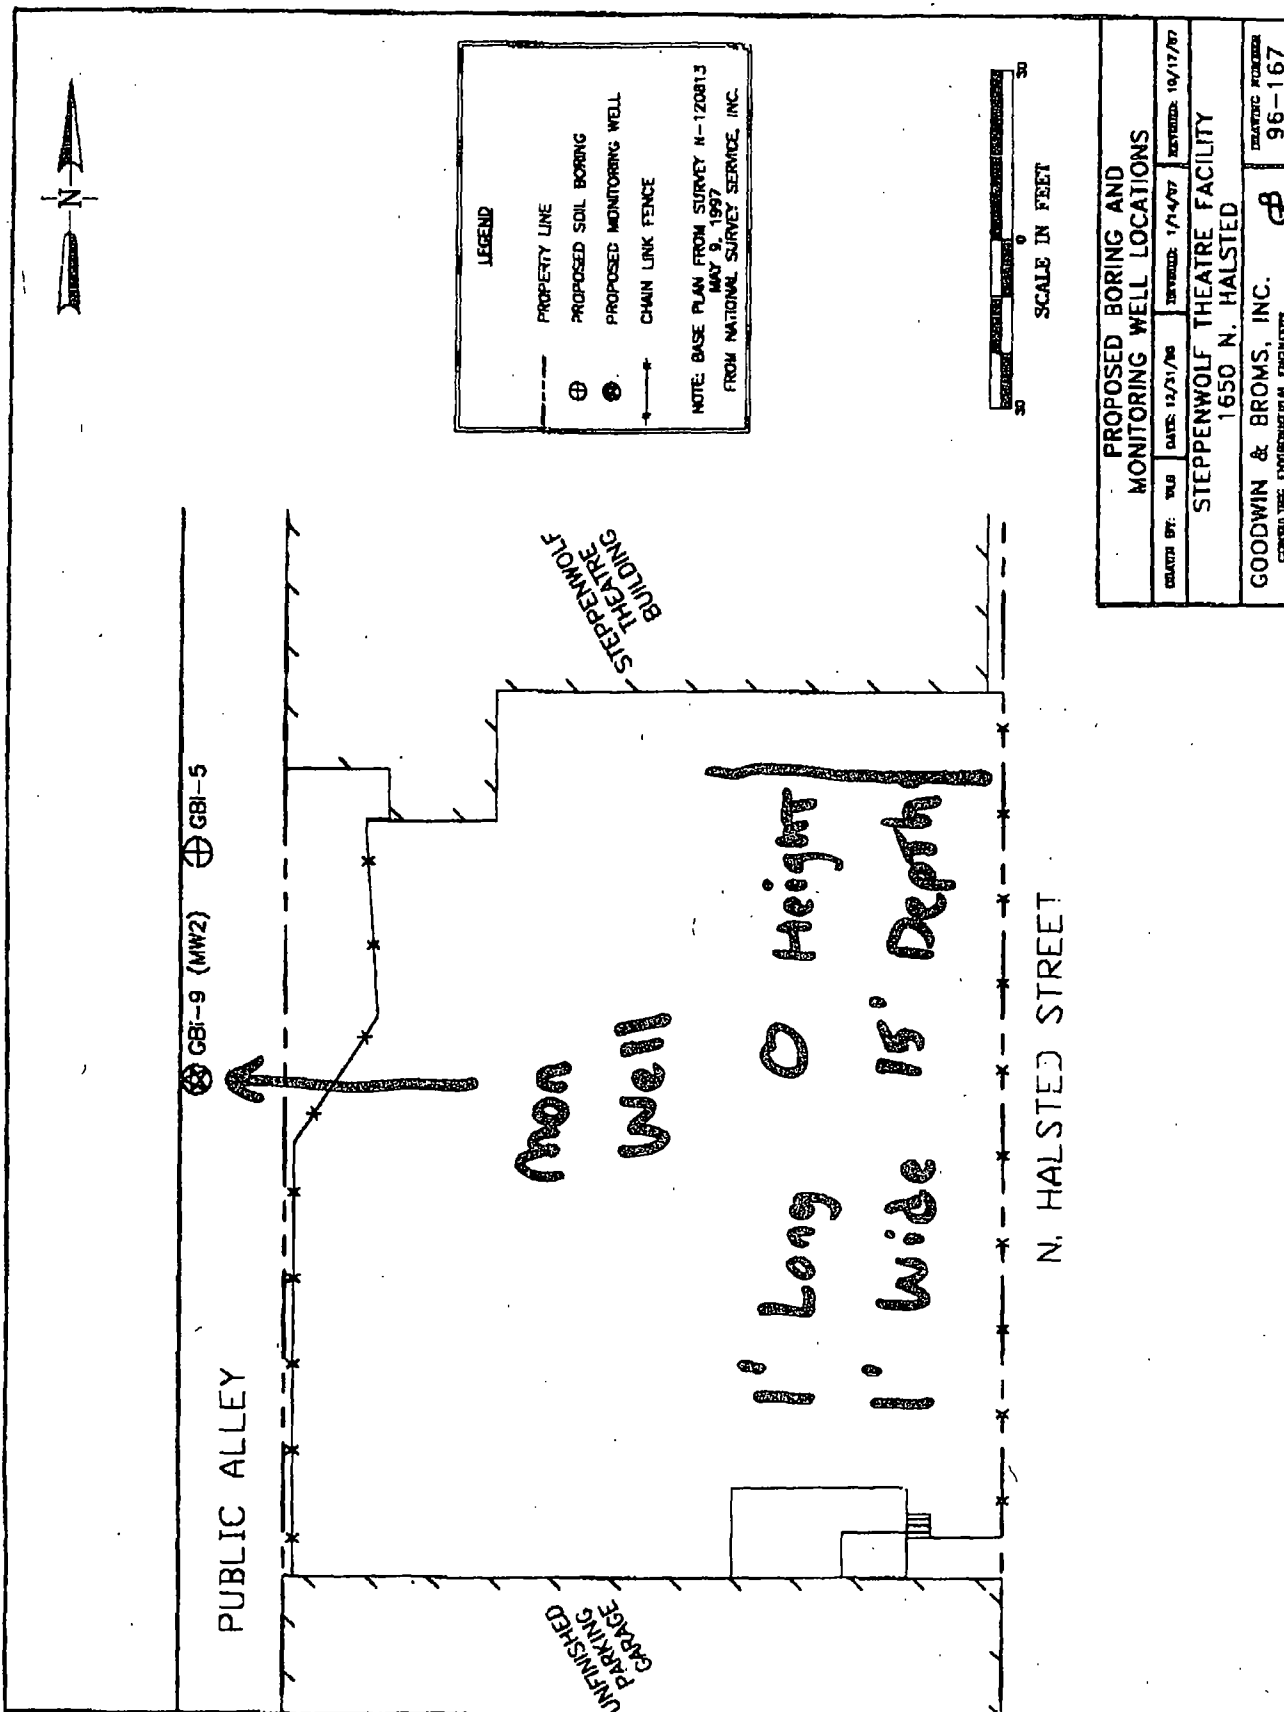 N
LEGEND
PROPERTY LINE
PROPOSED SOIL BORING
PROPOSED MONITORING WELL
CHAIN LINK FENCE
NOTE: BASE PLAN FROM SURVEY N-120813
MAY 9, 1997
FROM NATIONAL SURVEY SERVICE, INC.
30 0 30
SCALE IN FEET
PUBLIC ALLEY
GBI-9 (MW2)
GBI-5
STEPPENWOLF
THEATRE
BUILDING
UNFINISHED
PARKING
GARAGE
Mon
Well
1' Long 0 Height
1' Wide 15' Depth
N. HALSTED STREET
PROPOSED BORING AND
MONITORING WELL LOCATIONS
DRAWN BY: DATE: 12/31/96 REVISED: 1/14/97 REVISED: 10/17/97
STEPPENWOLF THEATRE FACILITY
1650 N. HALSTED
GOODWIN & BROMS, INC.
DRAWING NUMBER
96-167